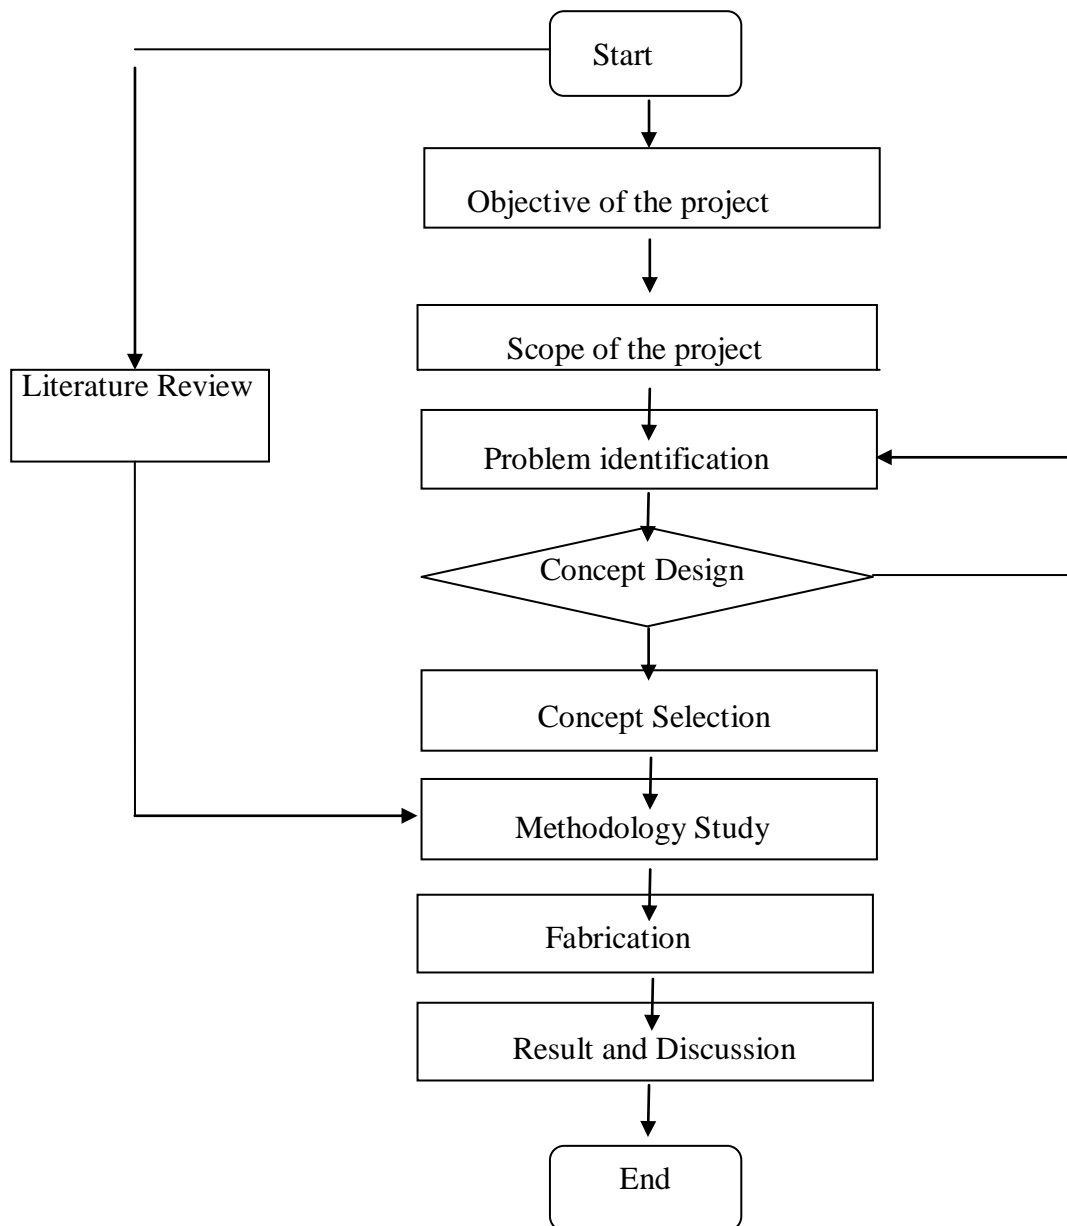 Start
Objective of the project
Scope of the project
Literature Review
Problem identification
Concept Design
Concept Selection
Methodology Study
Fabrication
Result and Discussion
End